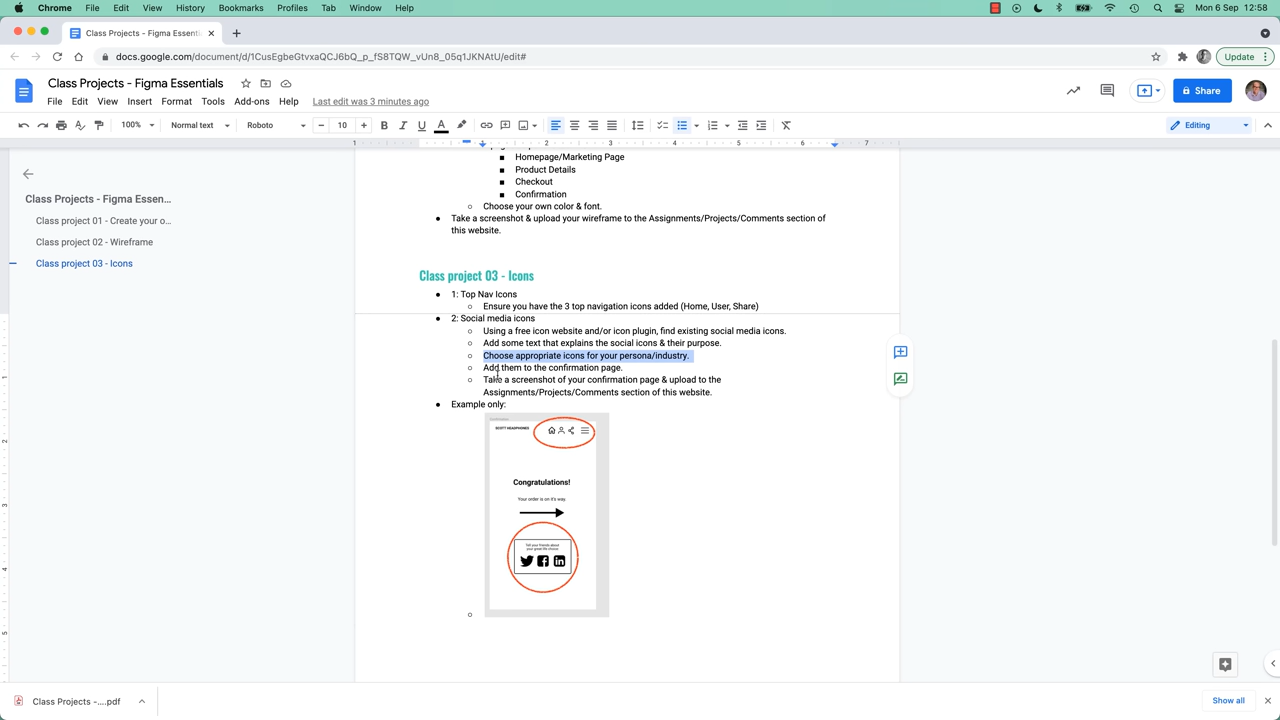 Chrome File Edit View History Bookmarks Profiles Tab Window Help Mon 6 Sep 12:58
Class Projects - Figma Essenti
docs.google.com/document/d/1CusEgbeGtvxaQCJ6bQ_p_fS8TQW_vUn8_05q1JKNAtU/edit# Update
Class Projects - Figma Essentials
File Edit View Insert Format Tools Add-ons Help Last edit was 3 minutes ago
Share
100% Normal text Roboto 10 Editing
1 1 2 3 4 5 6 7
Class Projects - Figma Essen...
Class project 01 - Create your o...
Class project 02 - Wireframe
Class project 03 - Icons
■ Homepage/Marketing Page
■ Product Details
■ Checkout
■ Confirmation
○ Choose your own color & font.
● Take a screenshot & upload your wireframe to the Assignments/Projects/Comments section of
this website.
Class project 03 - Icons
● 1: Top Nav Icons
○ Ensure you have the 3 top navigation icons added (Home, User, Share)
● 2: Social media icons
○ Using a free icon website and/or icon plugin, find existing social media icons.
○ Add some text that explains the social icons & their purpose.
○ Choose appropriate icons for your persona/industry.
○ Add them to the confirmation page.
○ Take a screenshot of your confirmation page & upload to the
Assignments/Projects/Comments section of this website.
● Example only:
SCOTT HEADPHONES
Congratulations!
Your order is on it's way.
Tell your friends about
your great life choice.
Class Projects -....pdf
Show all